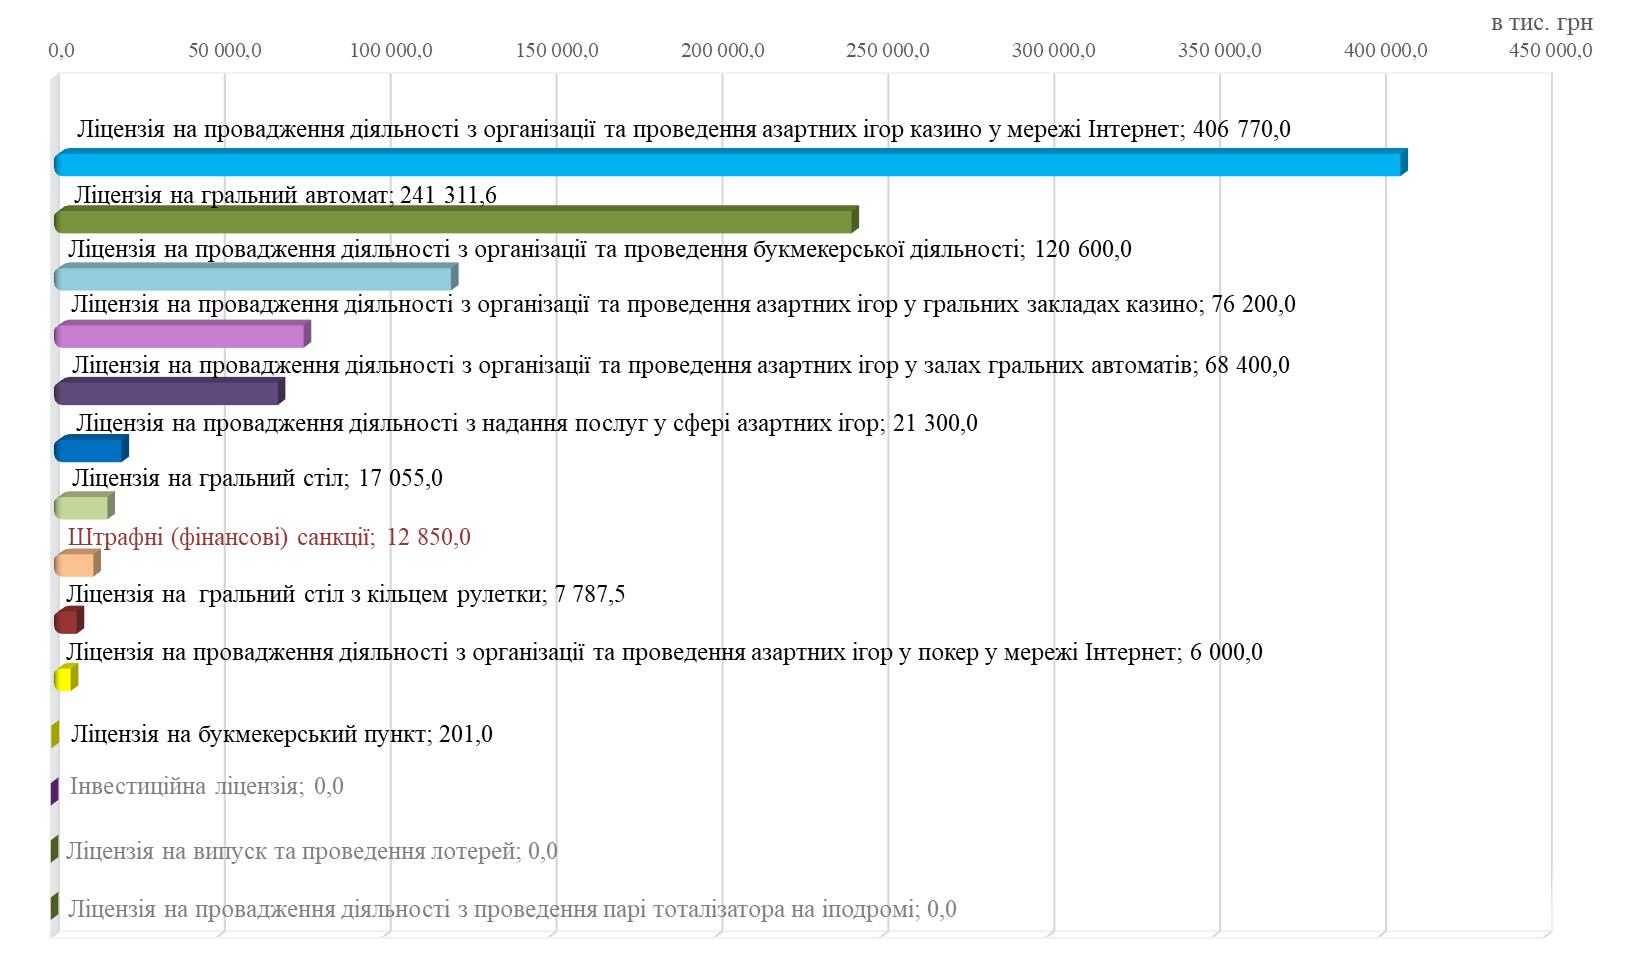 в тис. грн
0,0 50 000,0 100 000,0 150 000,0 200 000,0 250 000,0 300 000,0 350 000,0 400 000,0 450 000,0
Ліцензія на провадження діяльності з організації та проведення азартних ігор казино у мережі Інтернет; 406 770,0
Ліцензія на гральний автомат; 241 311,6
Ліцензія на провадження діяльності з організації та проведення букмекерської діяльності; 120 600,0
Ліцензія на провадження діяльності з організації та проведення азартних ігор у гральних закладах казино; 76 200,0
Ліцензія на провадження діяльності з організації та проведення азартних ігор у залах гральних автоматів; 68 400,0
Ліцензія на провадження діяльності з надання послуг у сфері азартних ігор; 21 300,0
Ліцензія на гральний стіл; 17 055,0
Штрафні (фінансові) санкції; 12 850,0
Ліцензія на гральний стіл з кільцем рулетки; 7 787,5
Ліцензія на провадження діяльності з організації та проведення азартних ігор у покер у мережі Інтернет; 6 000,0
Ліцензія на букмекерський пункт; 201,0
Інвестиційна ліцензія; 0,0
Ліцензія на випуск та проведення лотерей; 0,0
Ліцензія на провадження діяльності з проведення парі тоталізатора на іподромі; 0,0